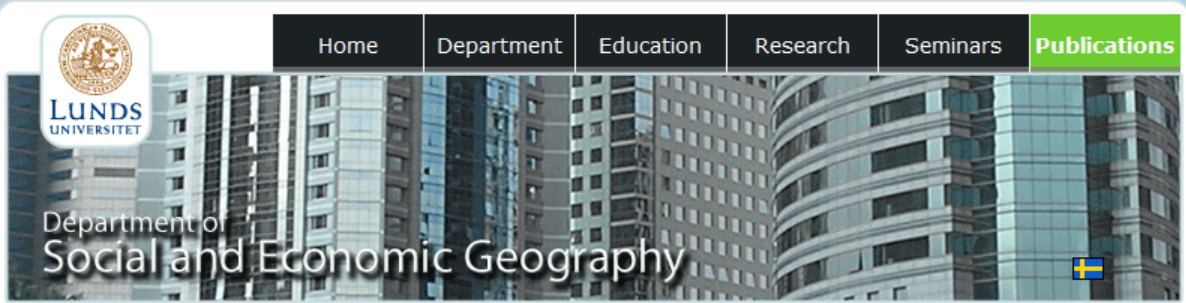 Home Department Education Research Seminars Publications
LUNDS
UNIVERSITET
Department of
Social and Economic Geography